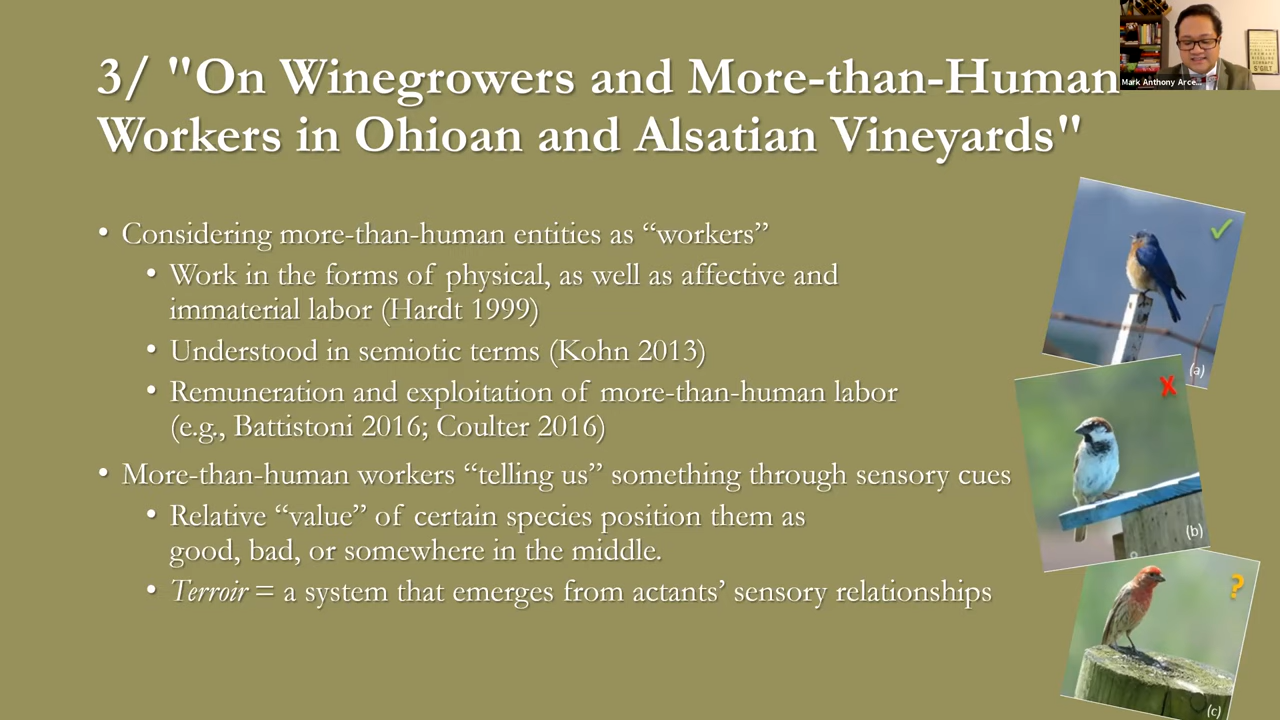 3/ "On Winegrowers and More-than-Human
Workers in Ohioan and Alsatian Vineyards"
Mark Anthony Arce...
• Considering more-than-human entities as “workers”
• Work in the forms of physical, as well as affective and
immaterial labor (Hardt 1999)
• Understood in semiotic terms (Kohn 2013)
• Remuneration and exploitation of more-than-human labor
(e.g., Battistoni 2016; Coulter 2016)
• More-than-human workers “telling us” something through sensory cues
• Relative “value” of certain species position them as
good, bad, or somewhere in the middle.
• Terroir = a system that emerges from actants’ sensory relationships
(a)
X
(b)
?
(c)